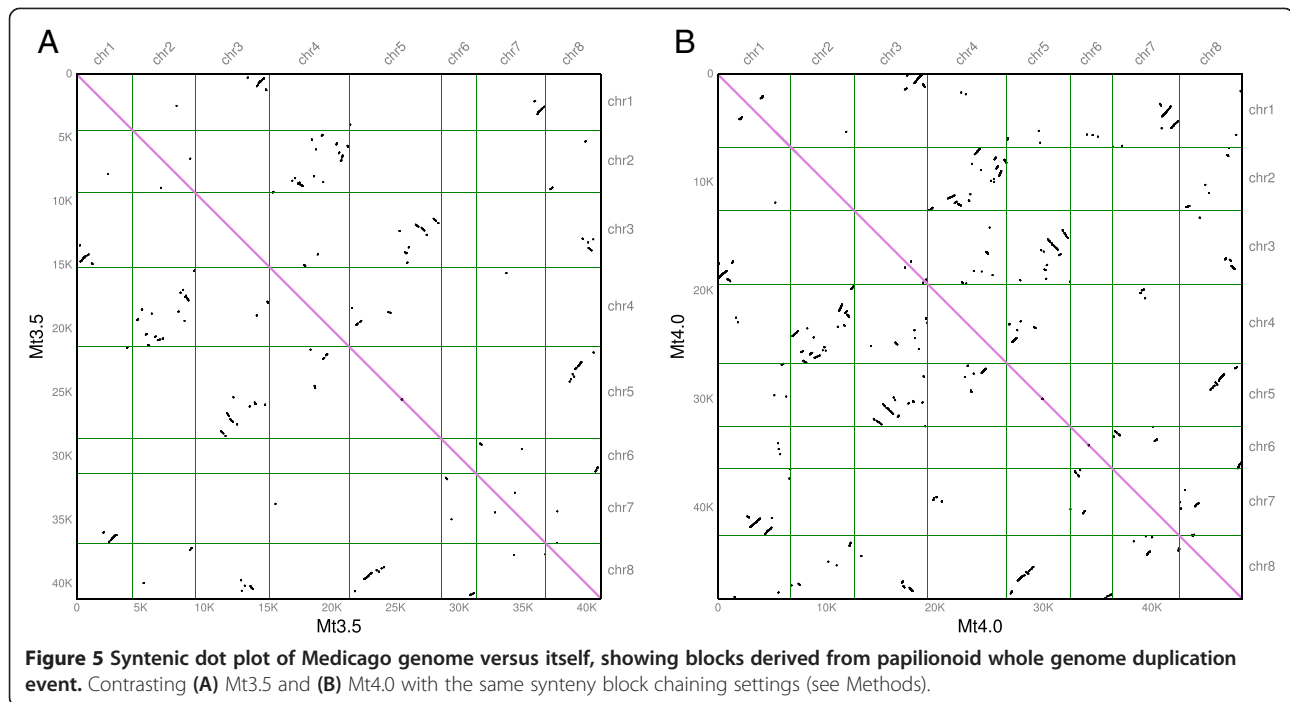 A
chr1 chr2 chr3 chr4 chr5 chr6 chr7 chr8
0
5K
10K
15K
20K
25K
30K
35K
40K
Mt3.5
chr1
chr2
chr3
chr4
chr5
chr6
chr7
chr8
0 5K 10K 15K 20K 25K 30K 35K 40K
Mt3.5
B
chr1 chr2 chr3 chr4 chr5 chr6 chr7 chr8
0
10K
20K
30K
40K
Mt4.0
chr1
chr2
chr3
chr4
chr5
chr6
chr7
chr8
0 10K 20K 30K 40K
Mt4.0
Figure 5 Syntenic dot plot of Medicago genome versus itself, showing blocks derived from papilionoid whole genome duplication
event. Contrasting (A) Mt3.5 and (B) Mt4.0 with the same synteny block chaining settings (see Methods).